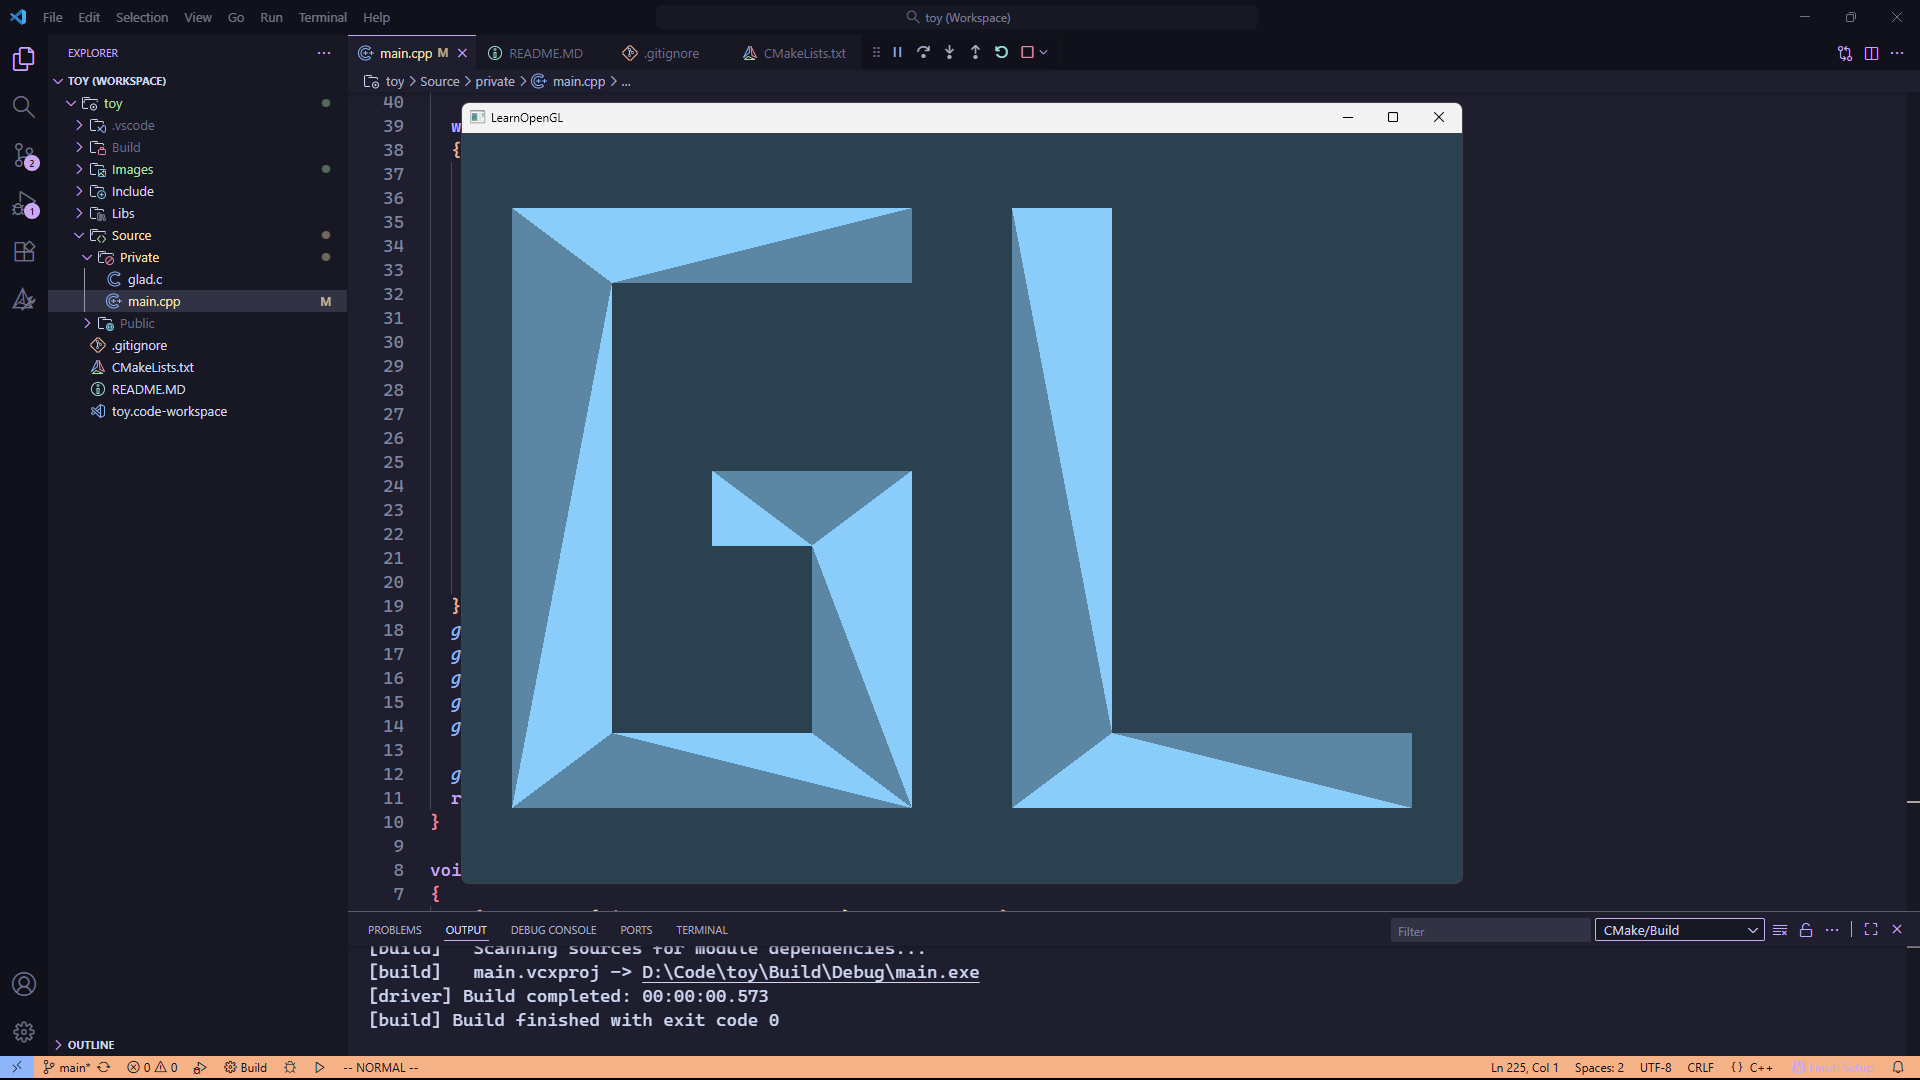 File Edit Selection View Go Run Terminal Help
toy (Workspace)
EXPLORER
main.cpp M
README.MD
.gitignore
CMakeLists.txt
TOY (WORKSPACE)
toy > Source > private > main.cpp > ...
toy
.vscode
Build
Images
Include
Libs
Source
Private
glad.c
main.cpp M
Public
.gitignore
CMakeLists.txt
README.MD
toy.code-workspace
2
1
LearnOpenGL
GL
40
39 w
38 {
37
36
35
34
33
32
31
30
29
28
27
26
25
24
23
22
21
20
19 }
18 g
17 g
16 g
15 g
14 g
13
12 g
11 r
10 }
9
8 voi
7 {
PROBLEMS OUTPUT DEBUG CONSOLE PORTS TERMINAL
Filter
CMake/Build
[build]   Scanning sources for module dependencies...
[build]   main.vcxproj -> D:\Code\toy\Build\Debug\main.exe
[driver] Build completed: 00:00:00.573
[build] Build finished with exit code 0
OUTLINE
main* 0 0 Build -- NORMAL --
Ln 225, Col 1 Spaces: 2 UTF-8 CRLF {} C++